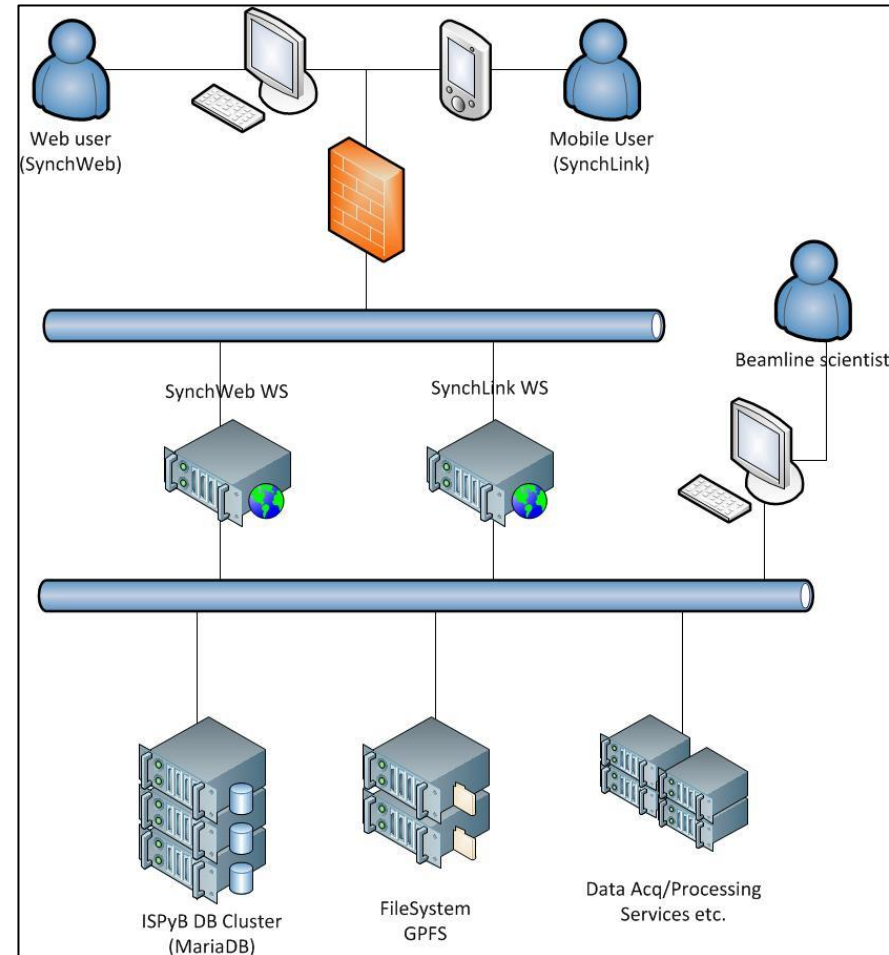 Web user
(SynchWeb)
Mobile User
(SynchLink)
Beamline scientist
SynchWeb WS
SynchLink WS
ISPyB DB Cluster
(MariaDB)
FileSystem
GPFS
Data Acq/Processing
Services etc.